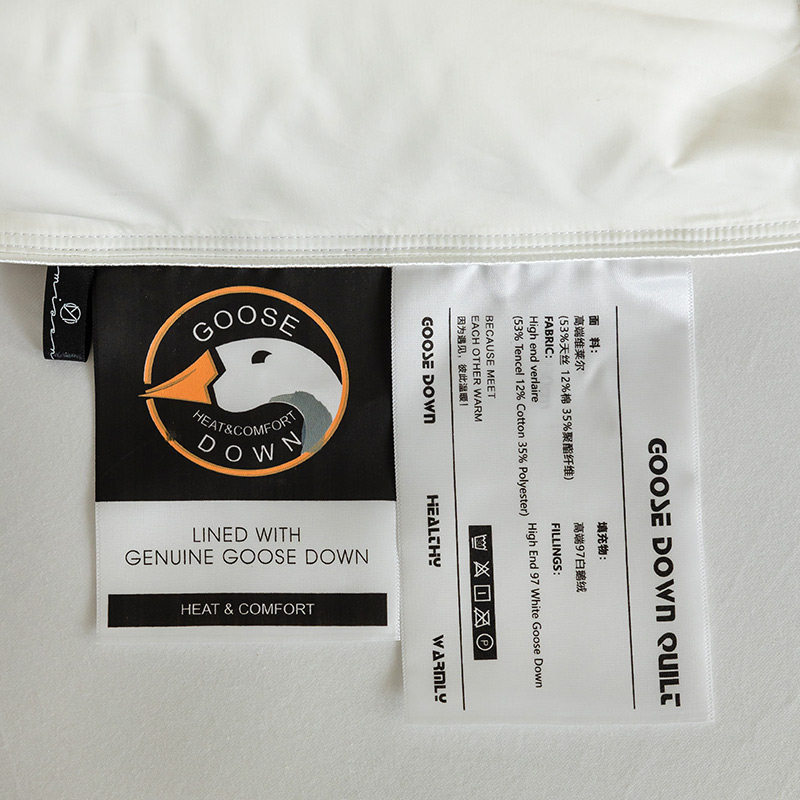 misan
GOOSE
HEAT&COMFORT
DOWN
LINED WITH
GENUINE GOOSE DOWN
HEAT & COMFORT
GOOSE DOWN QUILT
面 料:
高端维莱尔
(53%天丝 12%棉 35%聚酯纤维)
FABRIC:
High end verlaire
(53% Tencel 12% Cotton 35% Polyester)
填充物:
高端97白鹅绒
FILLINGS:
High End 97 White Goose Down
BECAUSE MEET
EACH OTHER WARM
因为遇见,彼此温暖!
GOOSE DOWN HEALTHY WARMLY